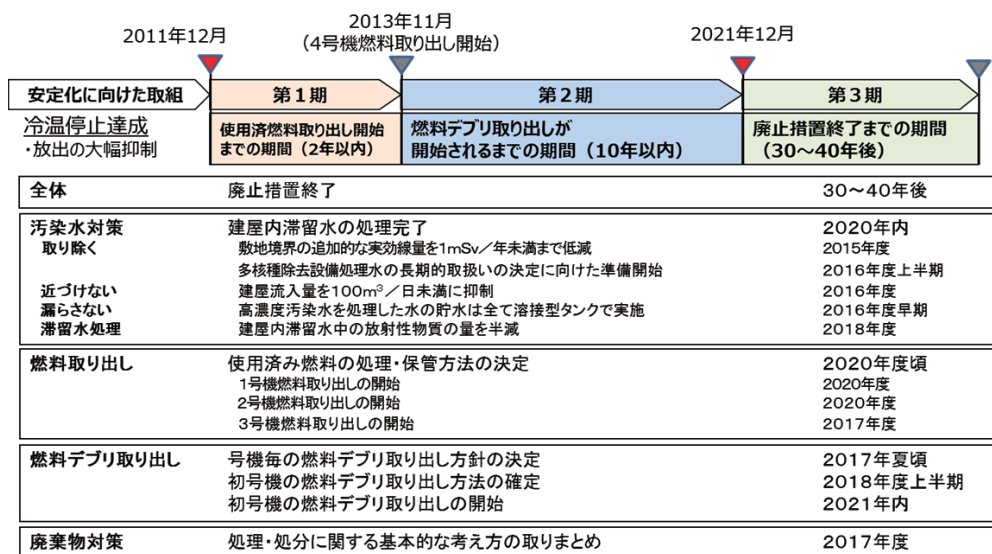 2011年12月
2013年11月
(4号機燃料取り出し開始)
2021年12月
安定化に向けた取組
第1期
第2期
第3期
冷温停止達成
・放出の大幅抑制
使用済燃料取り出し開始
までの期間（2年以内）
燃料デブリ取り出しが
開始されるまでの期間（10年以内）
廃止措置終了までの期間
（30～40年後）
全体 廃止措置終了 30～40年後
汚染水対策 建屋内滞留水の処理完了 2020年内
取り除く 敷地境界の追加的な実効線量を1mSv／年未満まで低減 2015年度
多核種除去設備処理水の長期的取扱いの決定に向けた準備開始 2016年度上半期
近づけない 建屋流入量を100m³／日未満に抑制 2016年度
漏らさない 高濃度汚染水を処理した水の貯水は全て溶接型タンクで実施 2016年度早期
滞留水処理 建屋内滞留水中の放射性物質の量を半減 2018年度
燃料取り出し 使用済み燃料の処理・保管方法の決定 2020年度頃
1号機燃料取り出しの開始 2020年度
2号機燃料取り出しの開始 2020年度
3号機燃料取り出しの開始 2017年度
燃料デブリ取り出し 号機毎の燃料デブリ取り出し方針の決定 2017年夏頃
初号機の燃料デブリ取り出し方法の確定 2018年度上半期
初号機の燃料デブリ取り出しの開始 2021年内
廃棄物対策 処理・処分に関する基本的な考え方の取りまとめ 2017年度